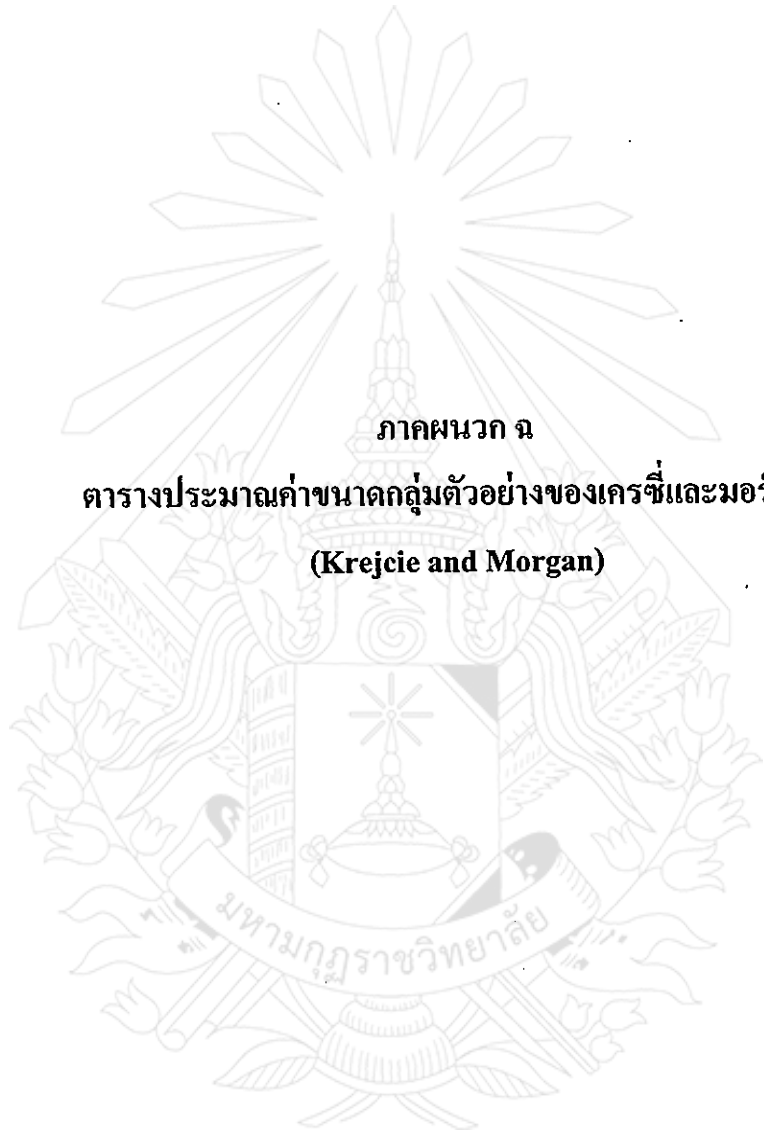 ภาคผนวก ฉ
ตารางประมาณค่าขนาดกลุ่มตัวอย่างของเครซี่และมอร์
(Krejcie and Morgan)
มหามกุฏราชวิทยาลัย